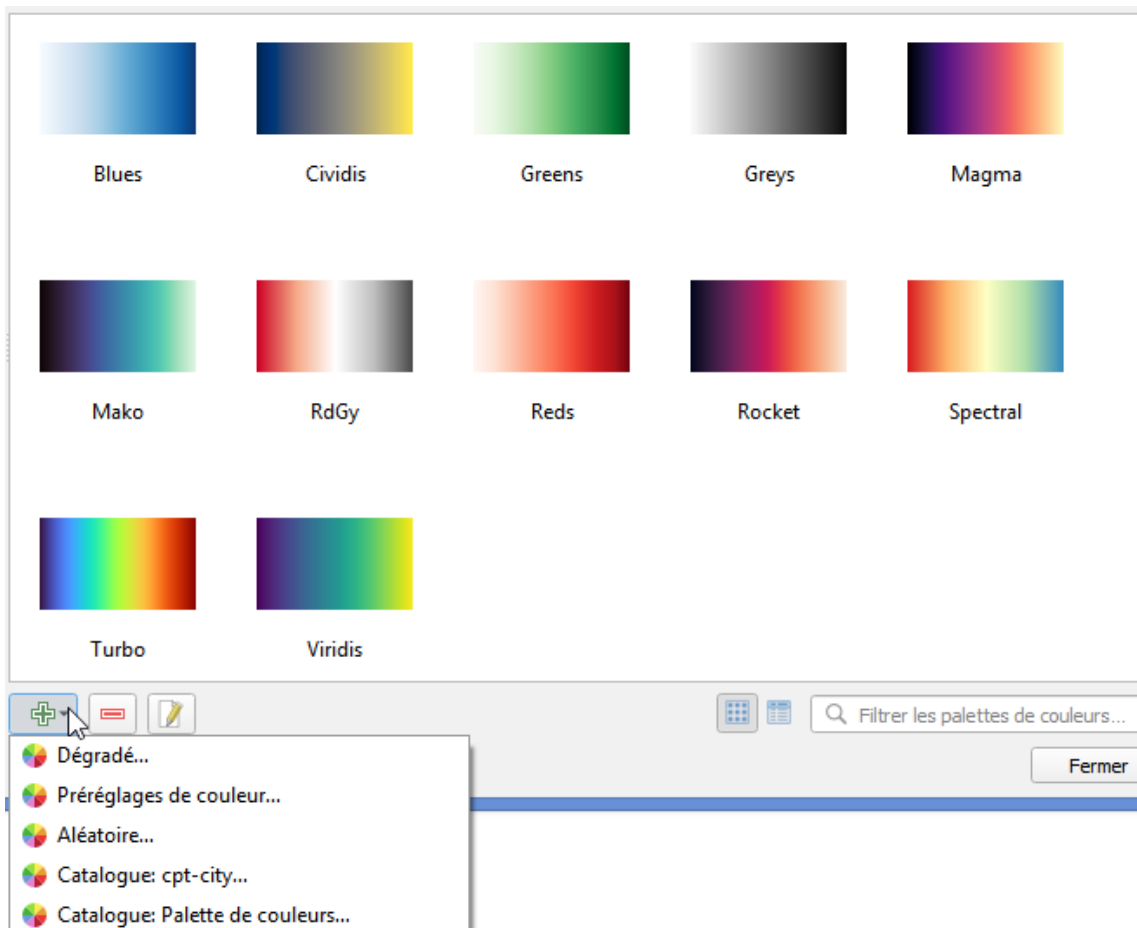 Blues Cividis Greens Greys Magma
Mako RdGy Reds Rocket Spectral
Turbo Viridis
Filtrer les palettes de couleurs...
Fermer
Dégradé...
Préréglages de couleur...
Aléatoire...
Catalogue: cpt-city...
Catalogue: Palette de couleurs...